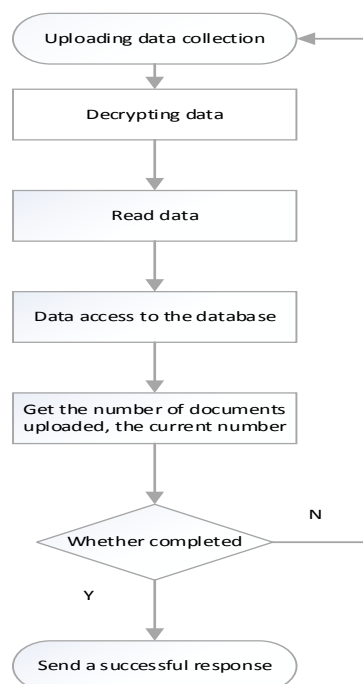 Uploading data collection
Decrypting data
Read data
Data access to the database
Get the number of documents
uploaded, the current number
N
Whether completed
Y
Send a successful response